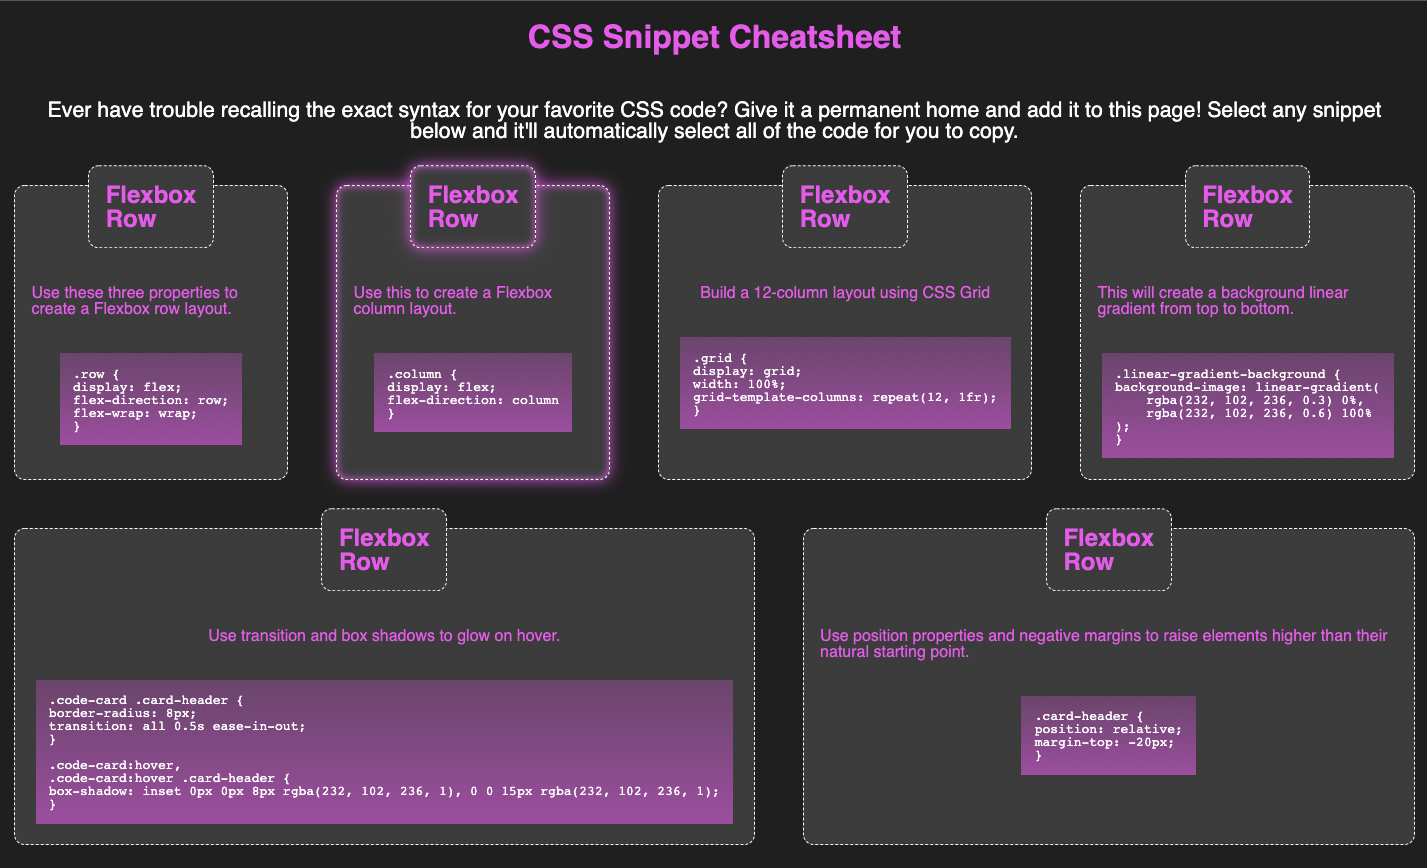 CSS Snippet Cheatsheet
Ever have trouble recalling the exact syntax for your favorite CSS code? Give it a permanent home and add it to this page! Select any snippet
below and it'll automatically select all of the code for you to copy.
Flexbox
Row
Use these three properties to
create a Flexbox row layout.
.row {
display: flex;
flex-direction: row;
flex-wrap: wrap;
}
Flexbox
Row
Use this to create a Flexbox
column layout.
.column {
display: flex;
flex-direction: column
}
Flexbox
Row
Build a 12-column layout using CSS Grid
.grid {
display: grid;
width: 100%;
grid-template-columns: repeat(12, 1fr);
}
Flexbox
Row
This will create a background linear
gradient from top to bottom.
.linear-gradient-background {
background-image: linear-gradient(
    rgba(232, 102, 236, 0.3) 0%,
    rgba(232, 102, 236, 0.6) 100%
);
}
Flexbox
Row
Use transition and box shadows to glow on hover.
.code-card .card-header {
border-radius: 8px;
transition: all 0.5s ease-in-out;
}
.code-card:hover,
.code-card:hover .card-header {
box-shadow: inset 0px 0px 8px rgba(232, 102, 236, 1), 0 0 15px rgba(232, 102, 236, 1);
}
Flexbox
Row
Use position properties and negative margins to raise elements higher than their
natural starting point.
.card-header {
position: relative;
margin-top: -20px;
}